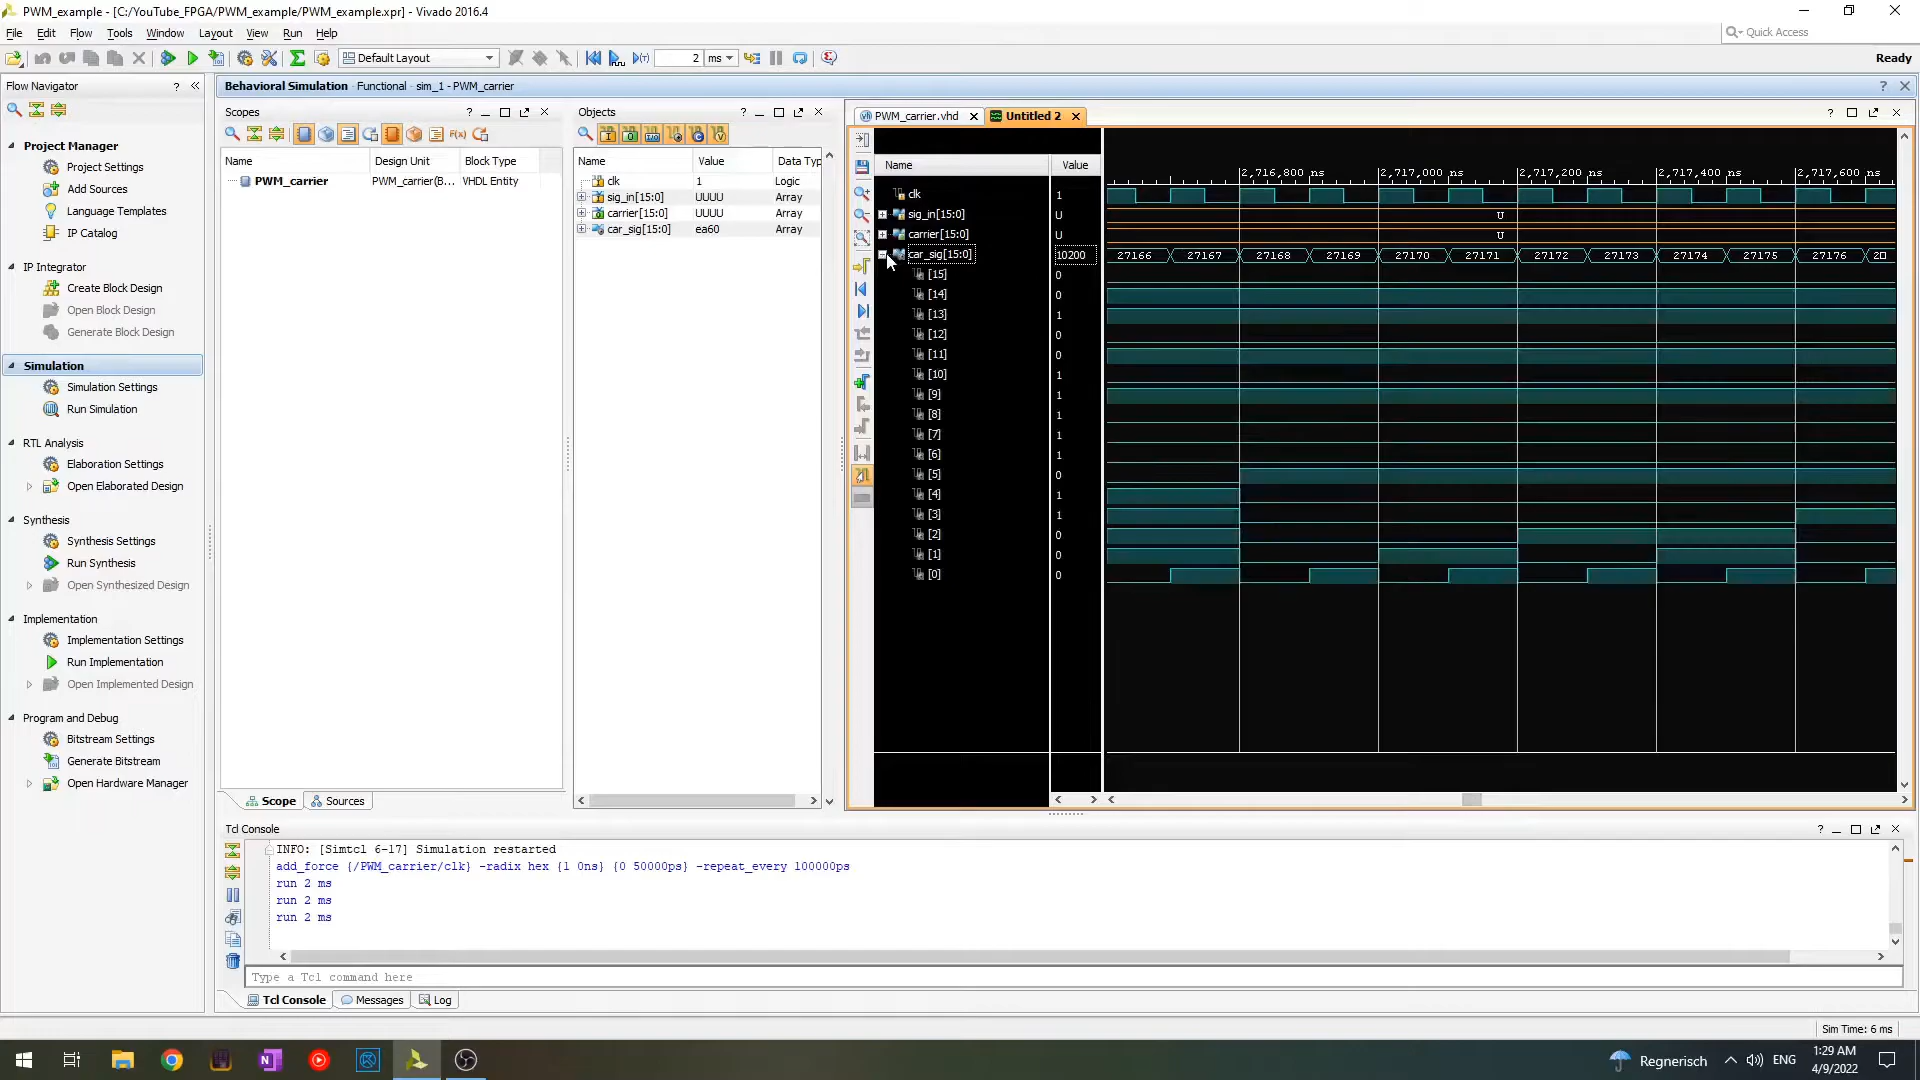 PWM_example - [C:/YouTube_FPGA/PWM_example/PWM_example.xpr] - Vivado 2016.4
File Edit Flow Tools Window Layout View Run Help
Quick Access
Default Layout
2 ms
Ready
Flow Navigator
Behavioral Simulation - Functional - sim_1 - PWM_carrier
Project Manager
Project Settings
Add Sources
Language Templates
IP Catalog
IP Integrator
Create Block Design
Open Block Design
Generate Block Design
Simulation
Simulation Settings
Run Simulation
RTL Analysis
Elaboration Settings
Open Elaborated Design
Synthesis
Synthesis Settings
Run Synthesis
Open Synthesized Design
Implementation
Implementation Settings
Run Implementation
Open Implemented Design
Program and Debug
Bitstream Settings
Generate Bitstream
Open Hardware Manager
Scopes
Name Design Unit Block Type
PWM_carrier PWM_carrier(B... VHDL Entity
Scope Sources
Objects
Name Value Data Typ
clk 1 Logic
sig_in[15:0] UUUU Array
carrier[15:0] UUUU Array
car_sig[15:0] ea60 Array
PWM_carrier.vhd Untitled 2
Name Value
2,716,800 ns 2,717,000 ns 2,717,200 ns 2,717,400 ns 2,717,600 ns
clk 1
sig_in[15:0] U U
carrier[15:0] U U
car_sig[15:0] 10200 27166 27167 27168 27169 27170 27171 27172 27173 27174 27175 27176
[15] 0
[14] 0
[13] 1
[12] 0
[11] 0
[10] 1
[9] 1
[8] 1
[7] 1
[6] 1
[5] 0
[4] 1
[3] 1
[2] 0
[1] 0
[0] 0
Tcl Console
INFO: [Simtcl 6-17] Simulation restarted
add_force {/PWM_carrier/clk} -radix hex {1 0ns} {0 50000ps} -repeat_every 100000ps
run 2 ms
run 2 ms
run 2 ms
Type a Tcl command here
Tcl Console Messages Log
Sim Time: 6 ms
Regnerisch ENG
1:29 AM
4/9/2022